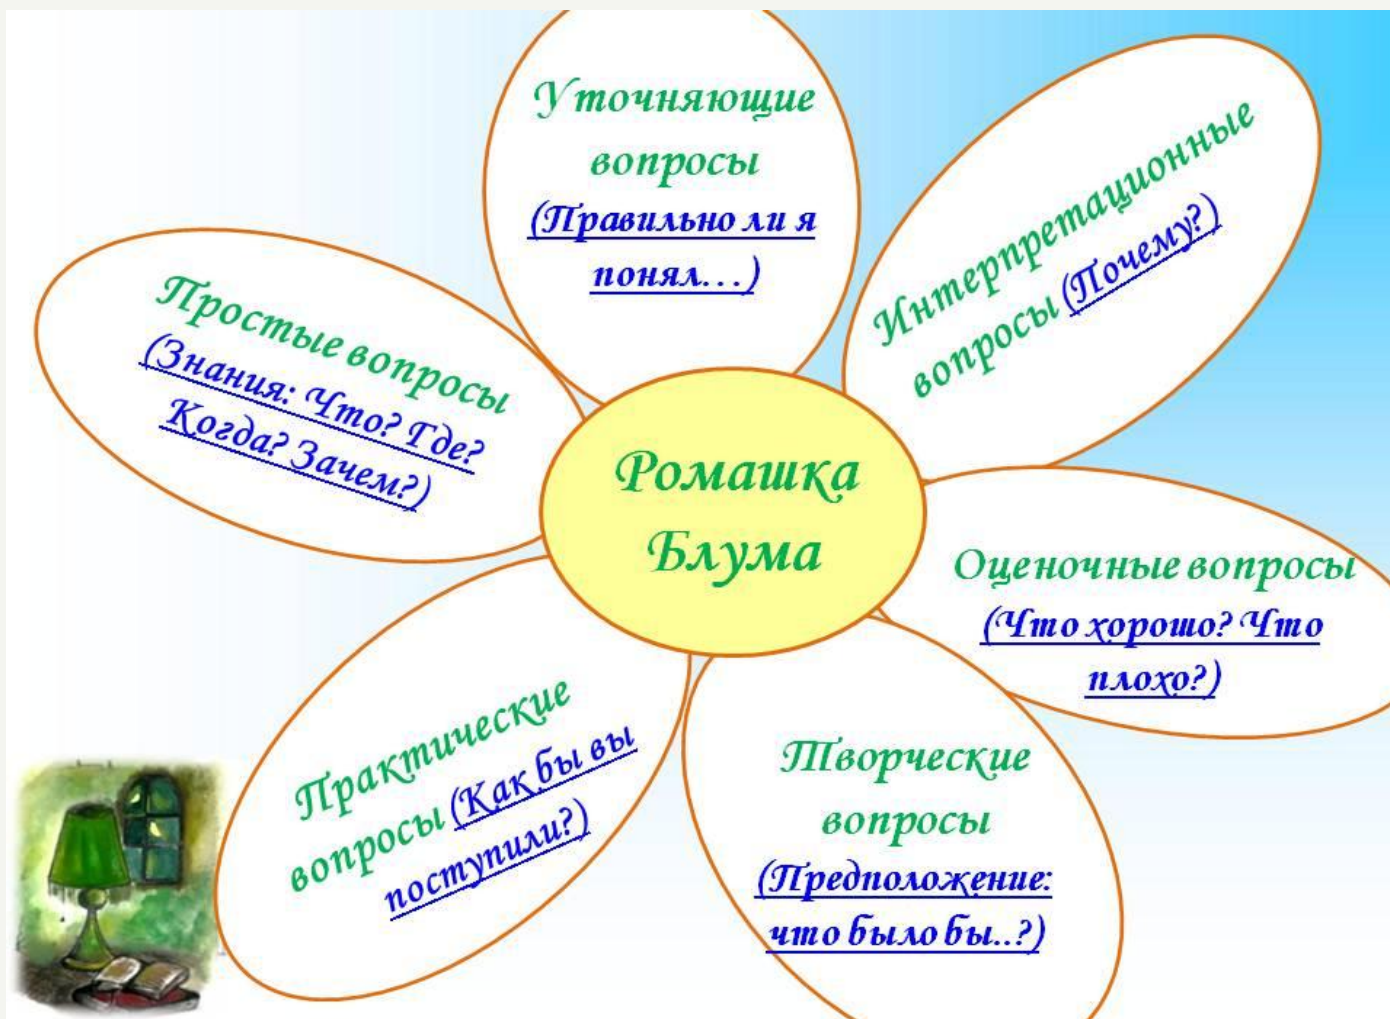 Уточняющие
вопросы
(Правильно ли я
понял…)
Интерпретационные
вопросы (Почему?)
Простые вопросы
(Знания: Что? Где?
Когда? Зачем?)
Ромашка
Блума
Оценочные вопросы
(Что хорошо? Что
плохо?)
Практические
вопросы (Как бы вы
поступили?)
Творческие
вопросы
(Предположение:
что было бы..?)